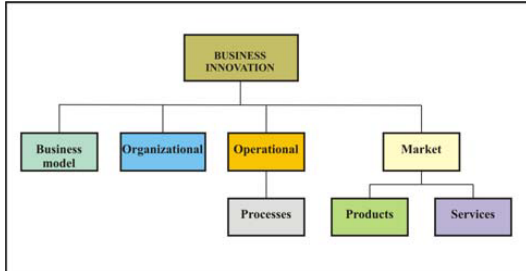 BUSINESS
INNOVATION
Business
model
Organizational
Operational
Market
Processes
Products
Services